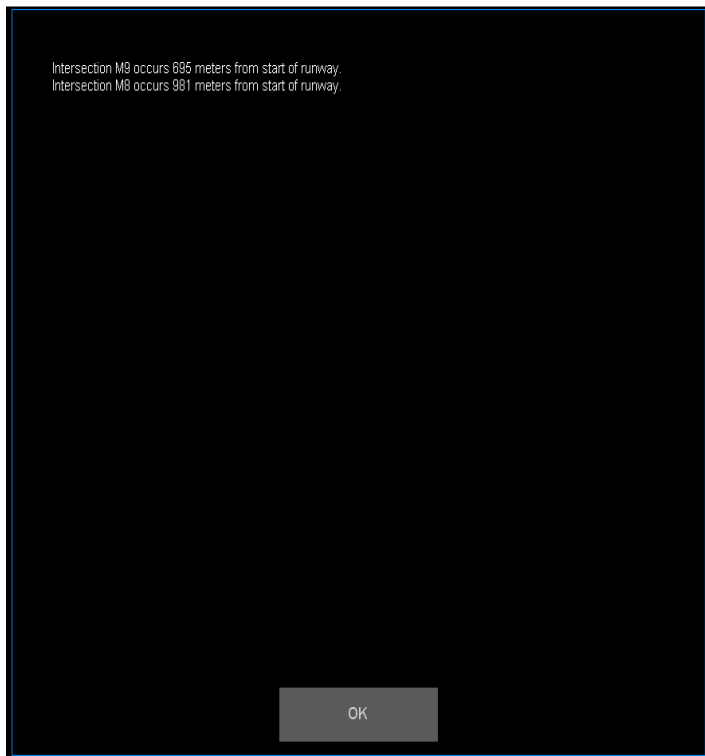 Intersection M9 occurs 695 meters from start of runway.
Intersection M8 occurs 981 meters from start of runway.
OK